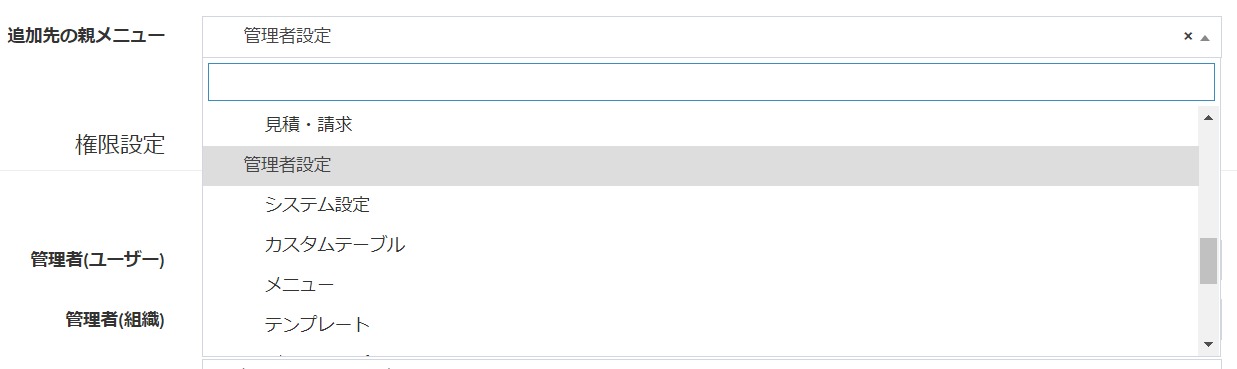 追加先の親メニュー
管理者設定
×
見積・請求
権限設定
管理者設定
システム設定
カスタムテーブル
管理者(ユーザー)
メニュー
管理者(組織)
テンプレート